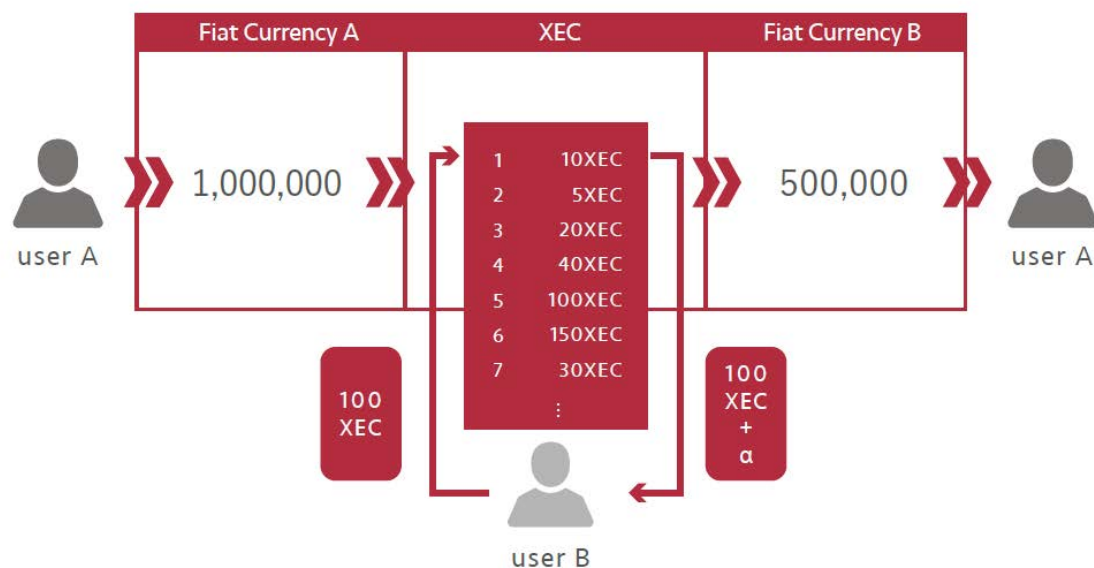 Fiat Currency A XEC Fiat Currency B
1 10XEC
1,000,000 500,000
2 5XEC
3 20XEC
user A user A
4 40XEC
5 100XEC
6 150XEC
7 30XEC
⋮
100
XEC
100
XEC
+
α
user B